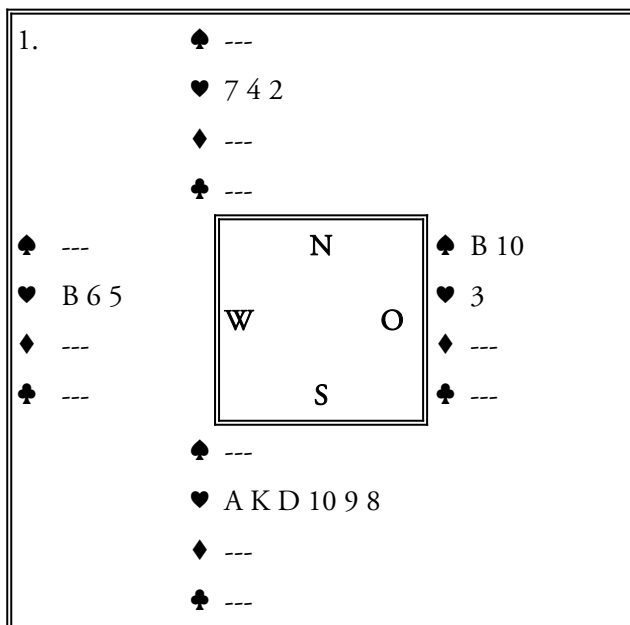 1. ♠ ---
♥ 7 4 2
♦ ---
♣ ---
♠ --- N ♠ B 10
♥ B 6 5 ♥ 3
W O
♦ --- ♦ ---
♣ --- S ♣ ---
♠ ---
♥ A K D 10 9 8
♦ ---
♣ ---